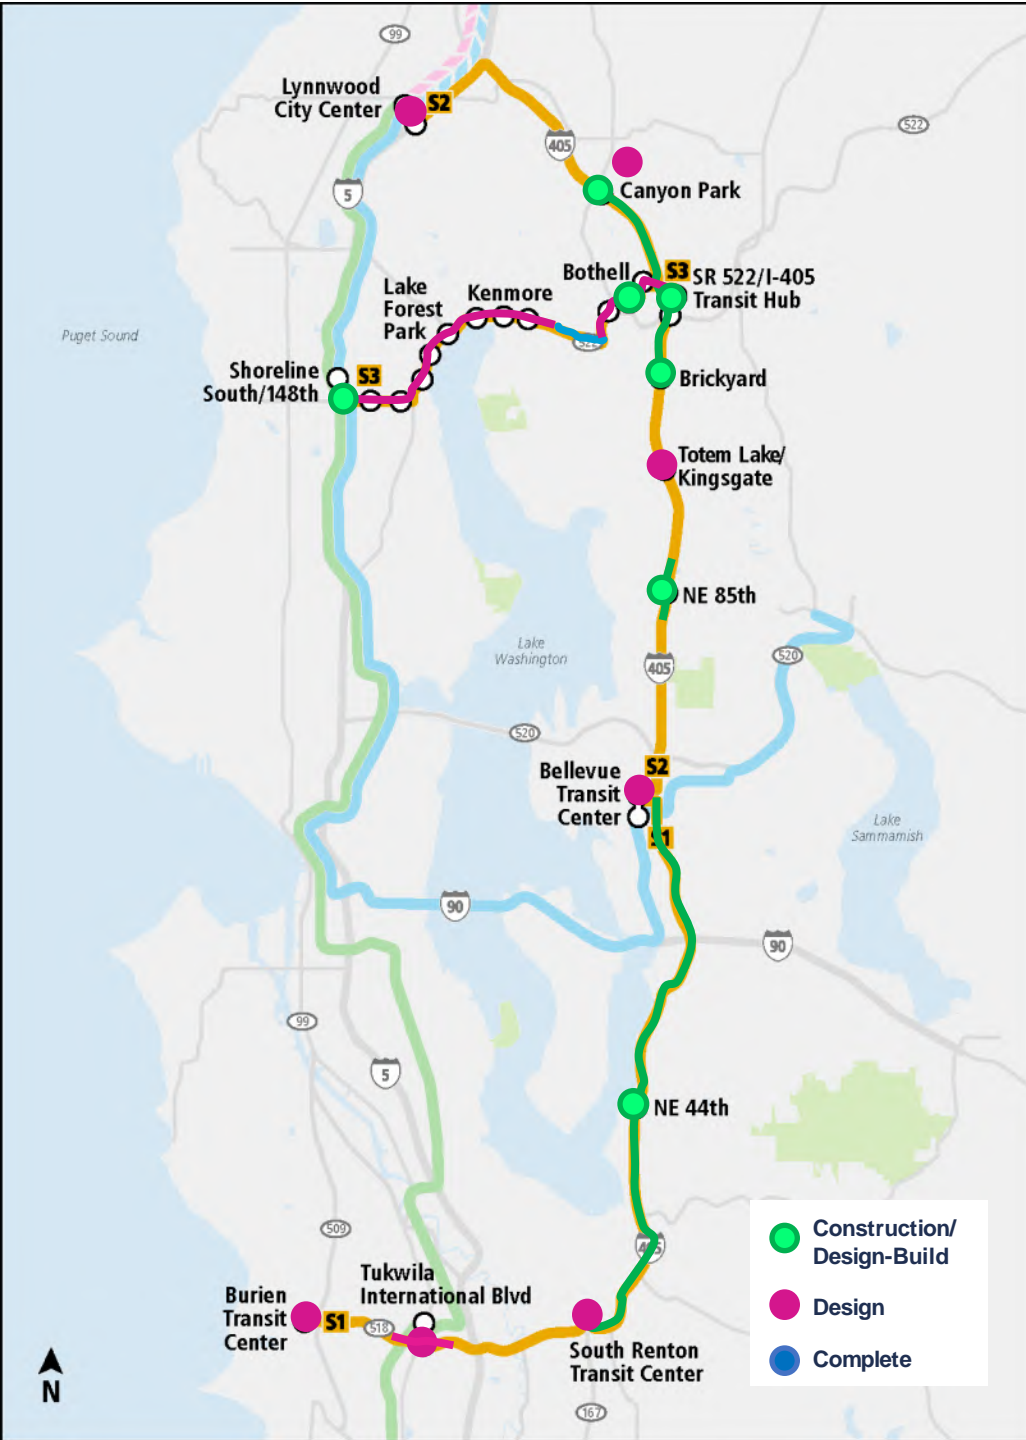 99
Lynnwood
City Center
S2
522
405
5
Canyon Park
Bothell
S3
SR 522/I-405
Transit Hub
Lake
Forest
Park
Kenmore
Puget Sound
522
Shoreline
South/148th
S3
Brickyard
Totem Lake/
Kingsgate
NE 85th
Lake
Washington
405
520
520
S2
Bellevue
Transit
Center
S1
Lake
Sammamish
90
90
99
5
NE 44th
509
405
Tukwila
International Blvd
Burien
Transit
Center
S1
518
South Renton
Transit Center
167
N
Construction/
Design-Build
Design
Complete